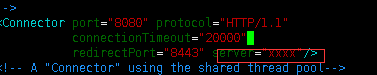 -->
<Connector port="8080" protocol="HTTP/1.1"
connectionTimeout="20000"
redirectPort="8443" server="xxxx"/>
<!-- A "Connector" using the shared thread pool-->